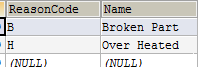 ReasonCode Name
B Broken Part
H Over Heated
(NULL) (NULL)